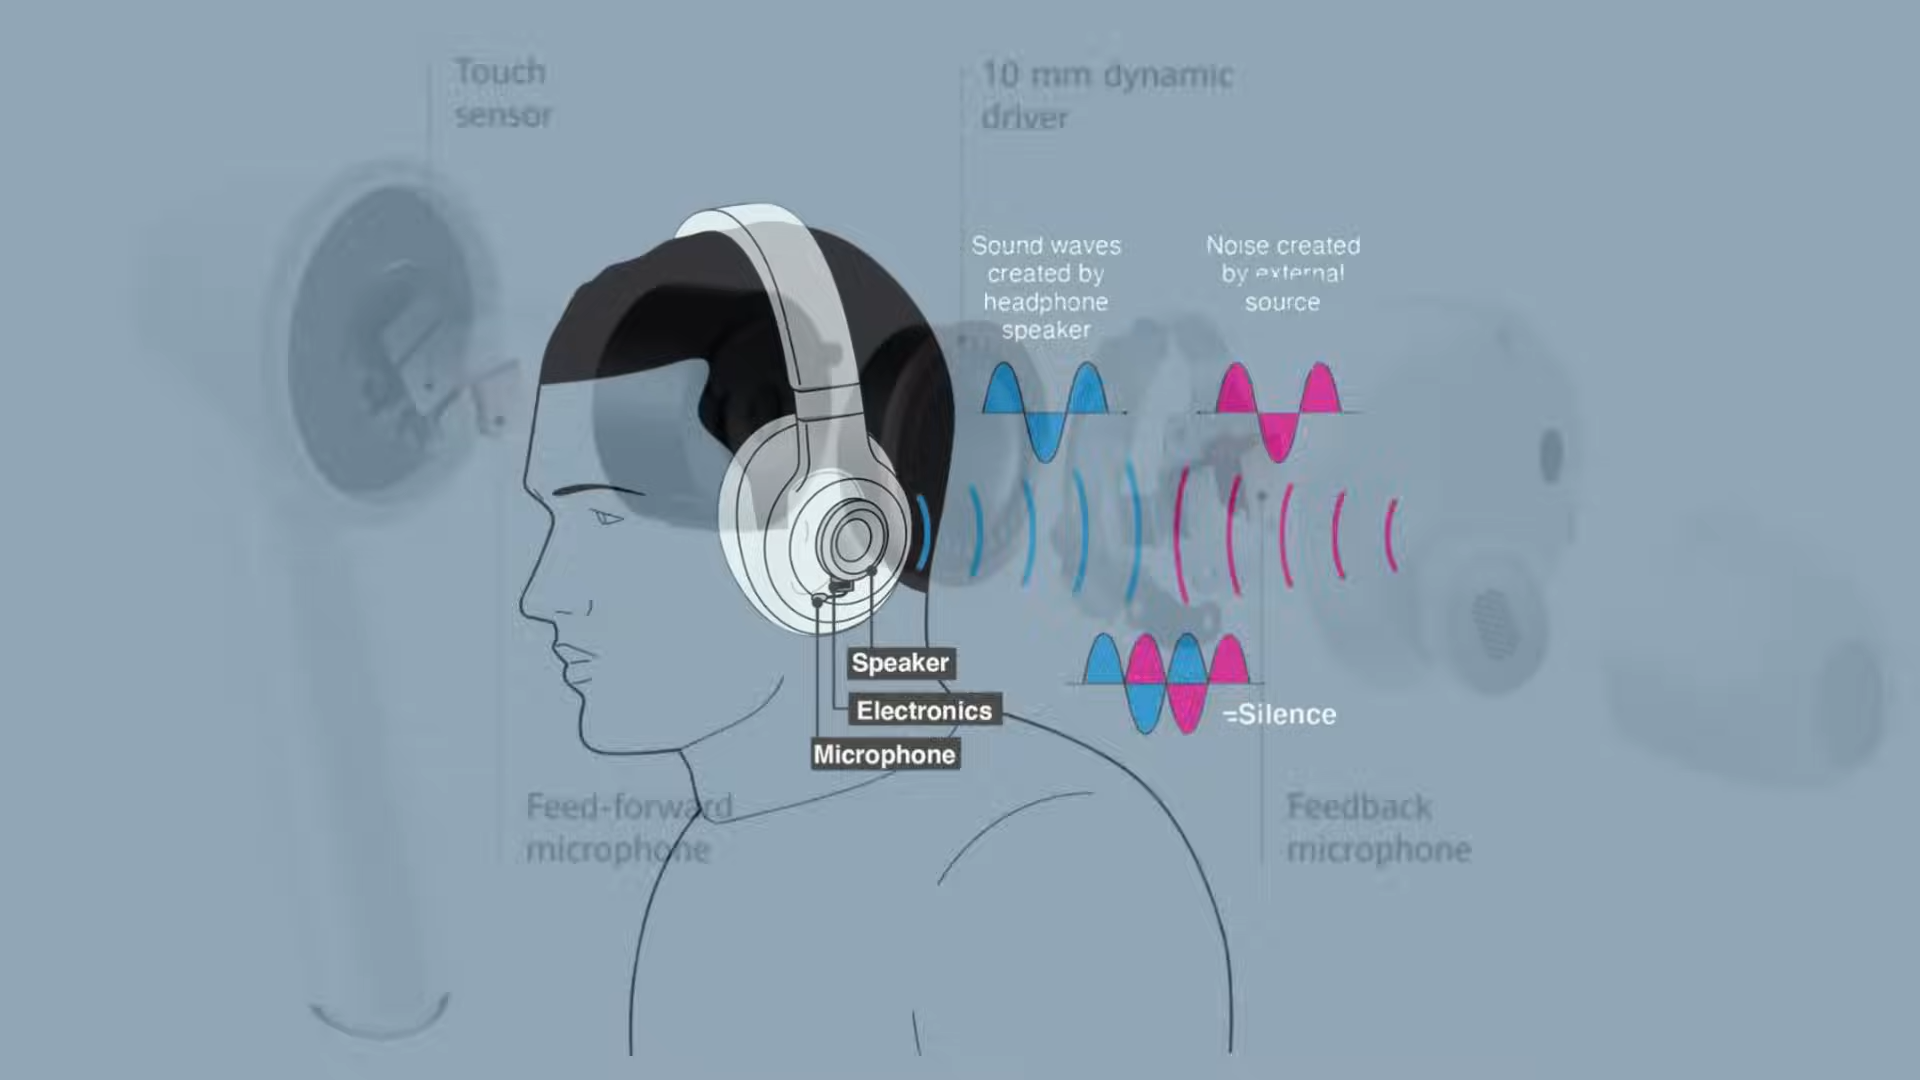 Touch
sensor
10 mm dynamic
driver
Sound waves
created by
headphone
speaker
Noise created
by external
source
Speaker
Electronics
Microphone
=Silence
Feed-forward
microphone
Feedback
microphone